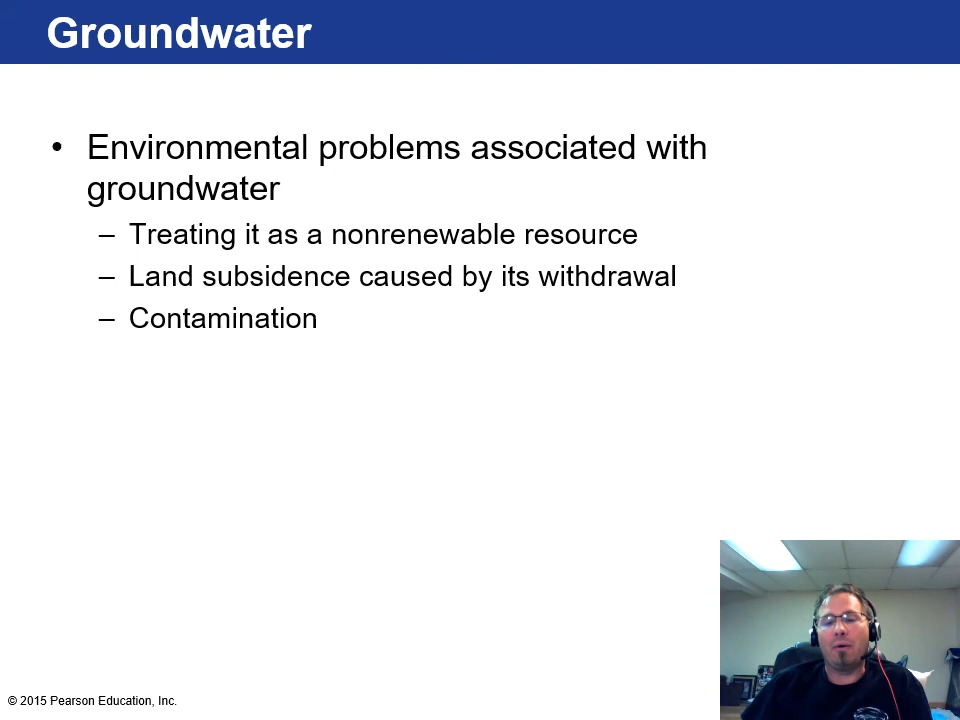 Groundwater
• Environmental problems associated with
groundwater
– Treating it as a nonrenewable resource
– Land subsidence caused by its withdrawal
– Contamination
© 2015 Pearson Education, Inc.